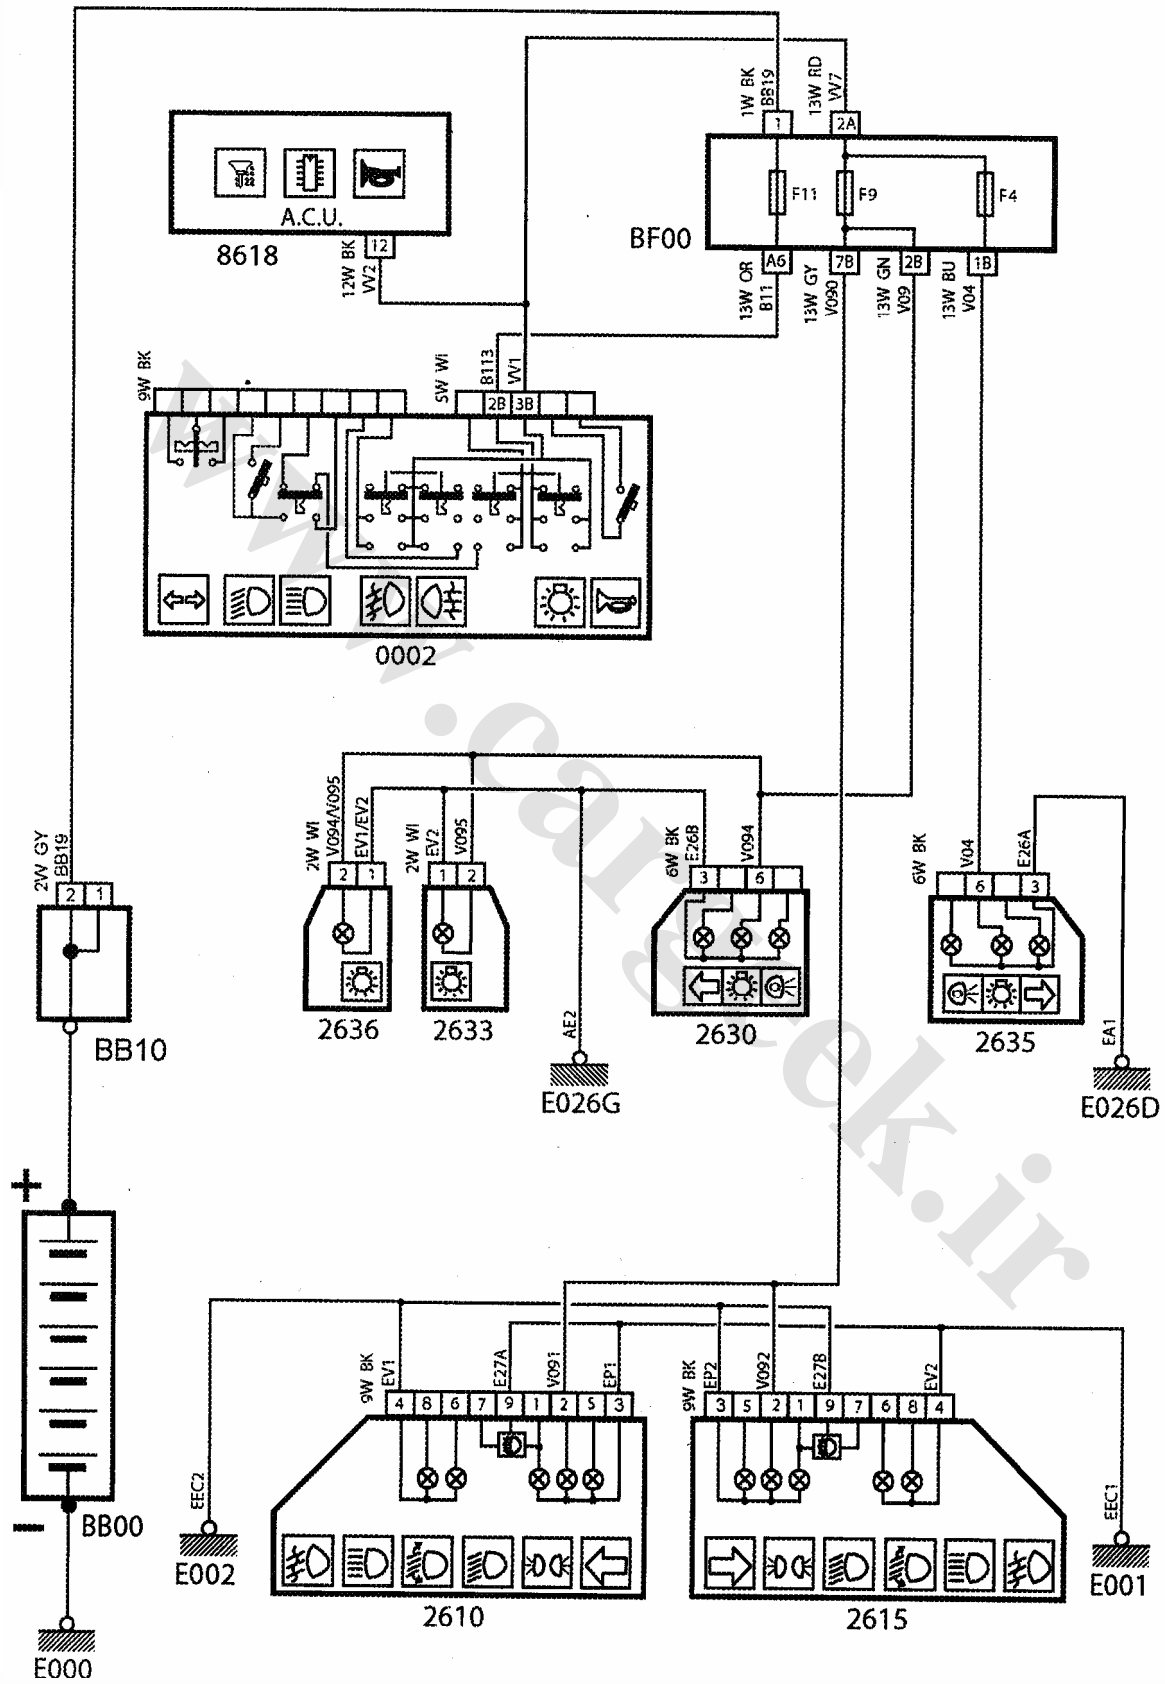 1W BK
BB19
13W RD
VV7
1
2A
F11
F9
F4
BF00
A.C.U.
8618
12
12W BK
VV2
A6
7B
2B
1B
13W OR
B11
13W GY
V090
13W GN
V09
13W BU
V04
9W BK
5W WI
B113
VV1
2B
3B
0002
www.cargeek.ir
2W GY
BB19
2
1
BB10
2W WI
V094/V095
EV1/EV2
2
1
2636
2W WI
EV2
V095
1
2
2633
6W BK
E26B
V094
3
6
2630
6W BK
V04
E26A
6
3
2635
AE2
E026G
EA1
E026D
+
BB00
-
E000
EEC2
E002
9W BK
EV1
E27A
V091
EP1
4
8
6
7
9
1
2
5
3
2610
9W BK
EP2
V092
E27B
EV2
3
5
2
1
9
7
6
8
4
2615
EEC1
E001